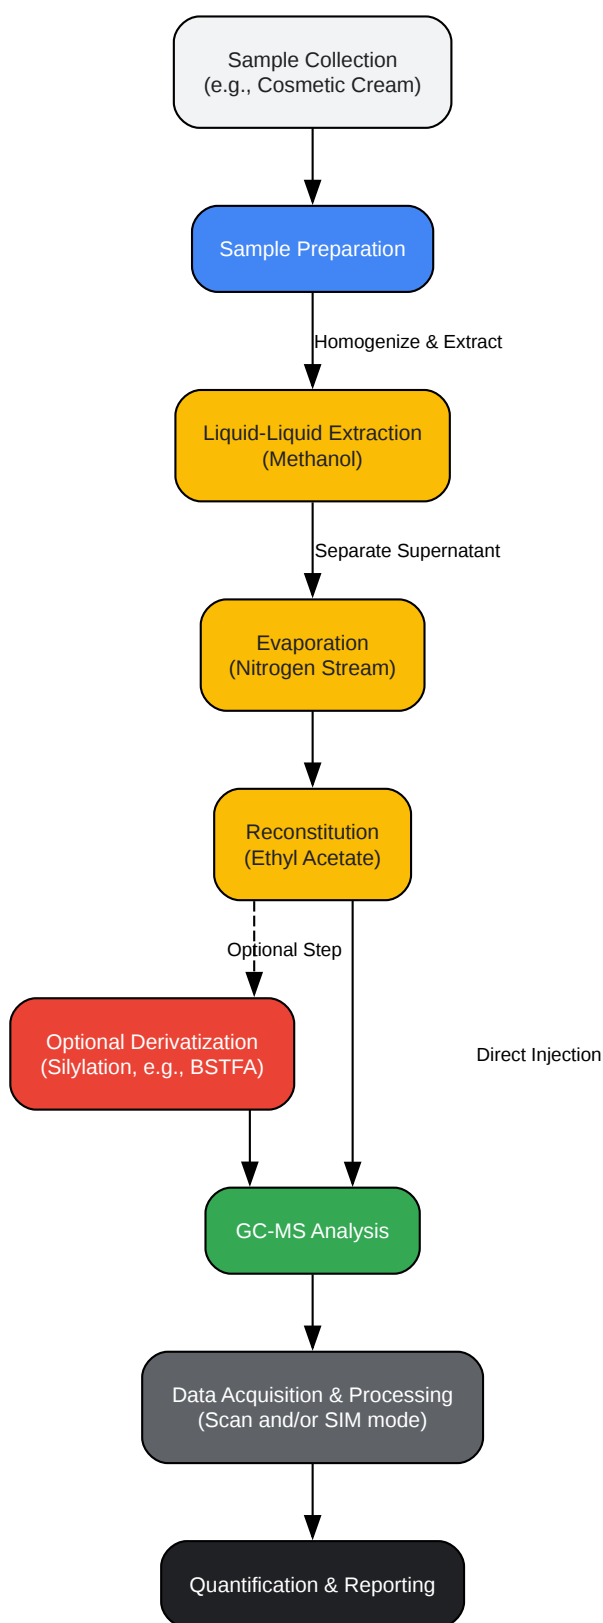 Sample Collection
(e.g., Cosmetic Cream)
Sample Preparation
Homogenize & Extract
Liquid-Liquid Extraction
(Methanol)
Separate Supernatant
Evaporation
(Nitrogen Stream)
Reconstitution
(Ethyl Acetate)
Optional Step
Optional Derivatization
(Silylation, e.g., BSTFA)
Direct Injection
GC-MS Analysis
Data Acquisition & Processing
(Scan and/or SIM mode)
Quantification & Reporting